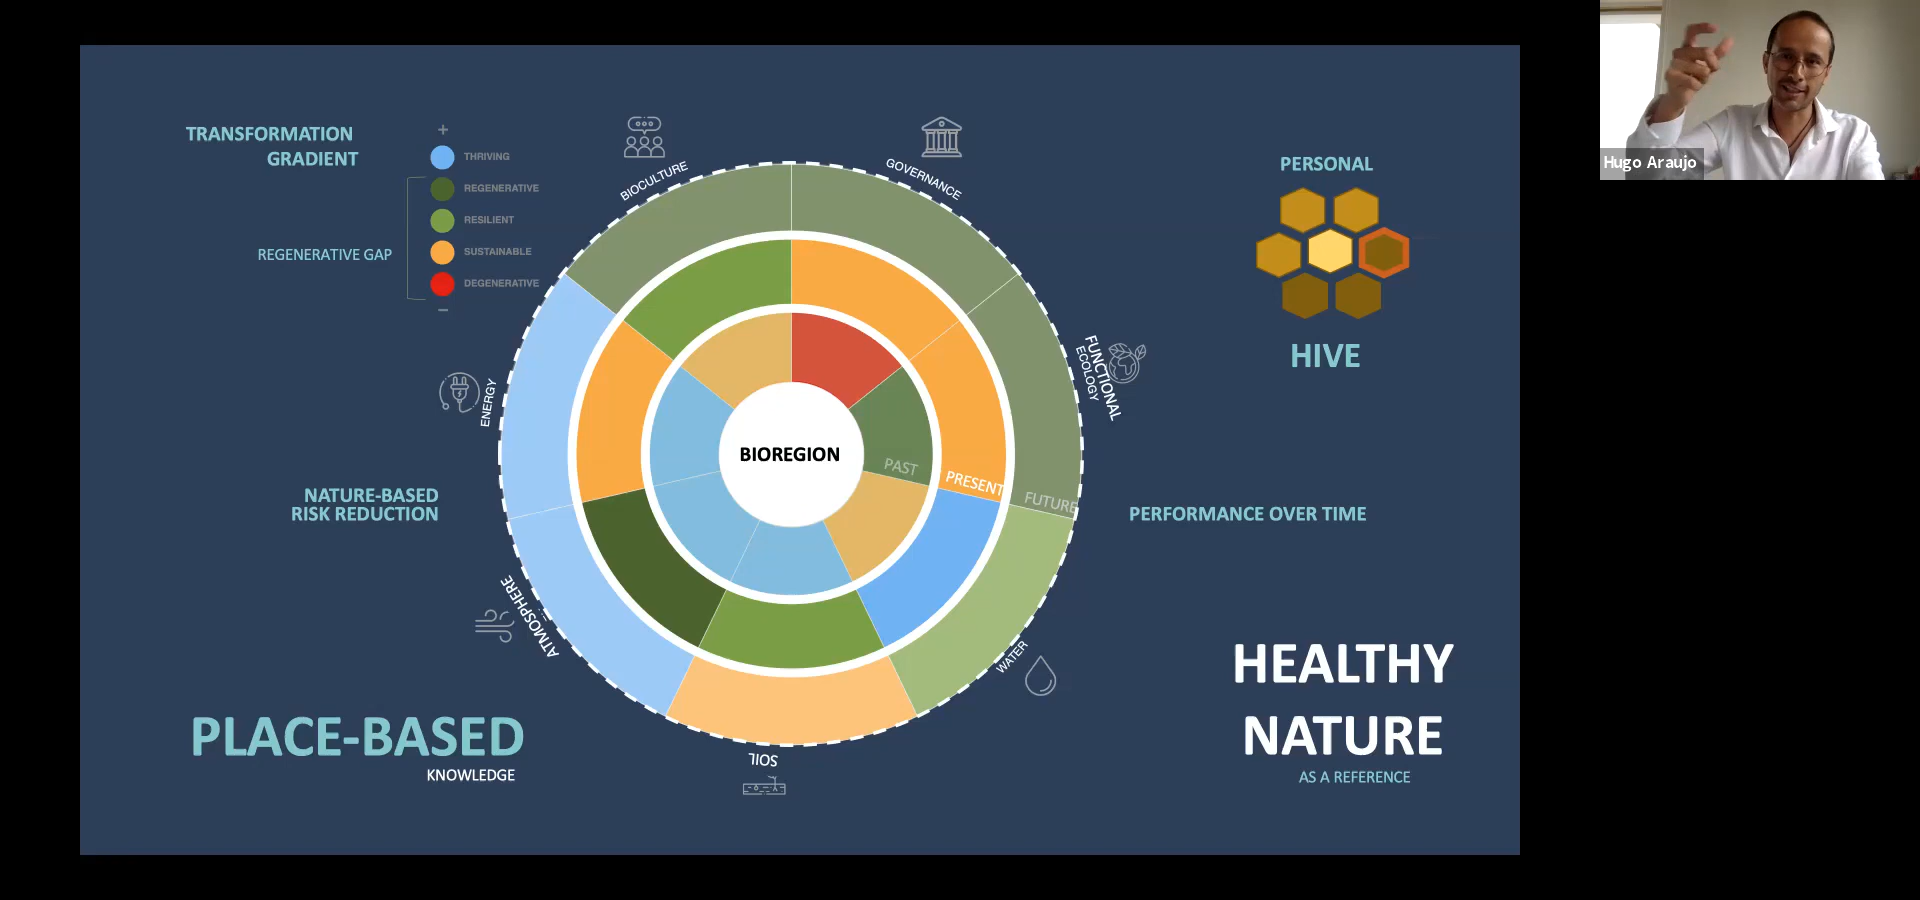 TRANSFORMATION
GRADIENT
+
THRIVING
REGENERATIVE
RESILIENT
SUSTAINABLE
DEGENERATIVE
−
REGENERATIVE GAP
BIOCULTURE
GOVERNANCE
FUNCTIONAL
ECOLOGY
WATER
SOIL
ATMOSPHERE
ENERGY
BIOREGION
PAST
PRESENT
FUTURE
PERSONAL
HIVE
NATURE-BASED
RISK REDUCTION
PERFORMANCE OVER TIME
PLACE-BASED
KNOWLEDGE
HEALTHY
NATURE
AS A REFERENCE
Hugo Araujo